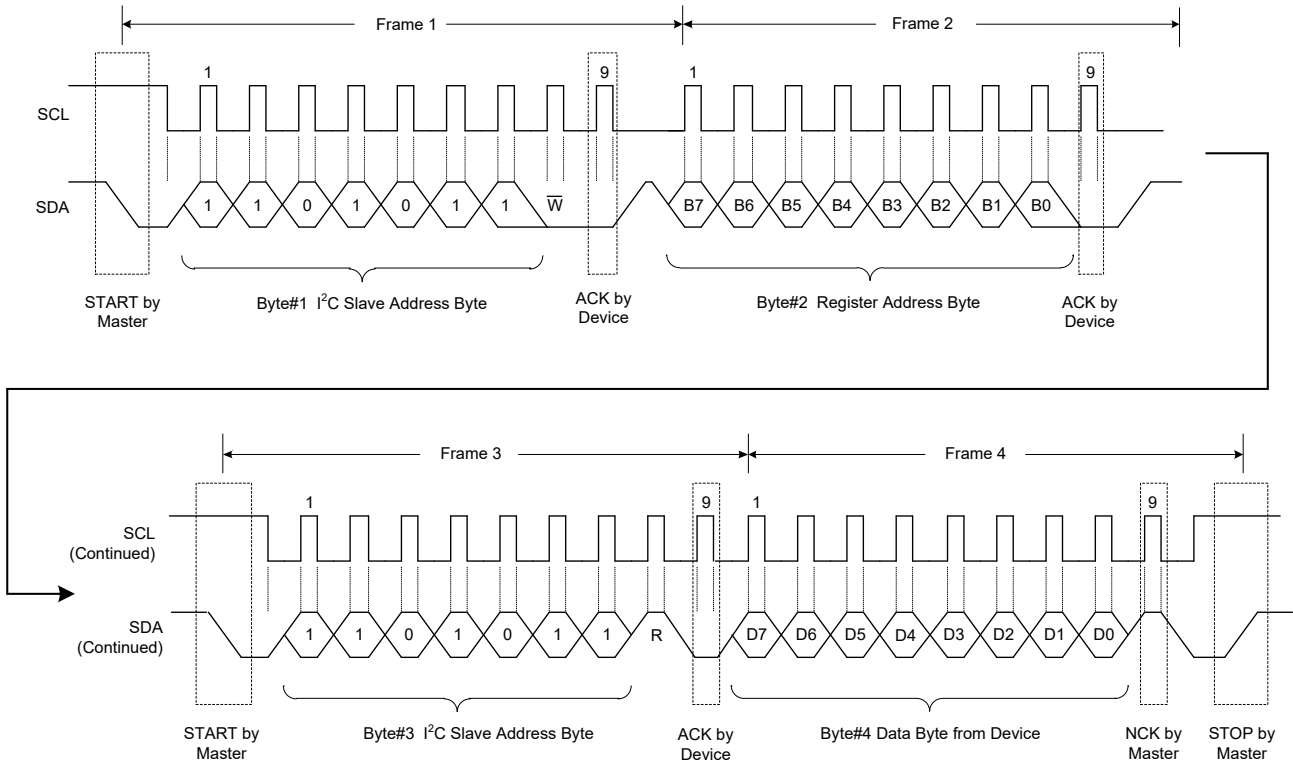 Frame 1
Frame 2
1
9
1
9
SCL
SDA
1 1 0 1 0 1 1 W̅
B7 B6 B5 B4 B3 B2 B1 B0
START by
Master
Byte#1 I²C Slave Address Byte
ACK by
Device
Byte#2 Register Address Byte
ACK by
Device
Frame 3
Frame 4
1
9
1
9
SCL
(Continued)
SDA
(Continued)
1 1 0 1 0 1 1 R
D7 D6 D5 D4 D3 D2 D1 D0
START by
Master
Byte#3 I²C Slave Address Byte
ACK by
Device
Byte#4 Data Byte from Device
NCK by
Master
STOP by
Master